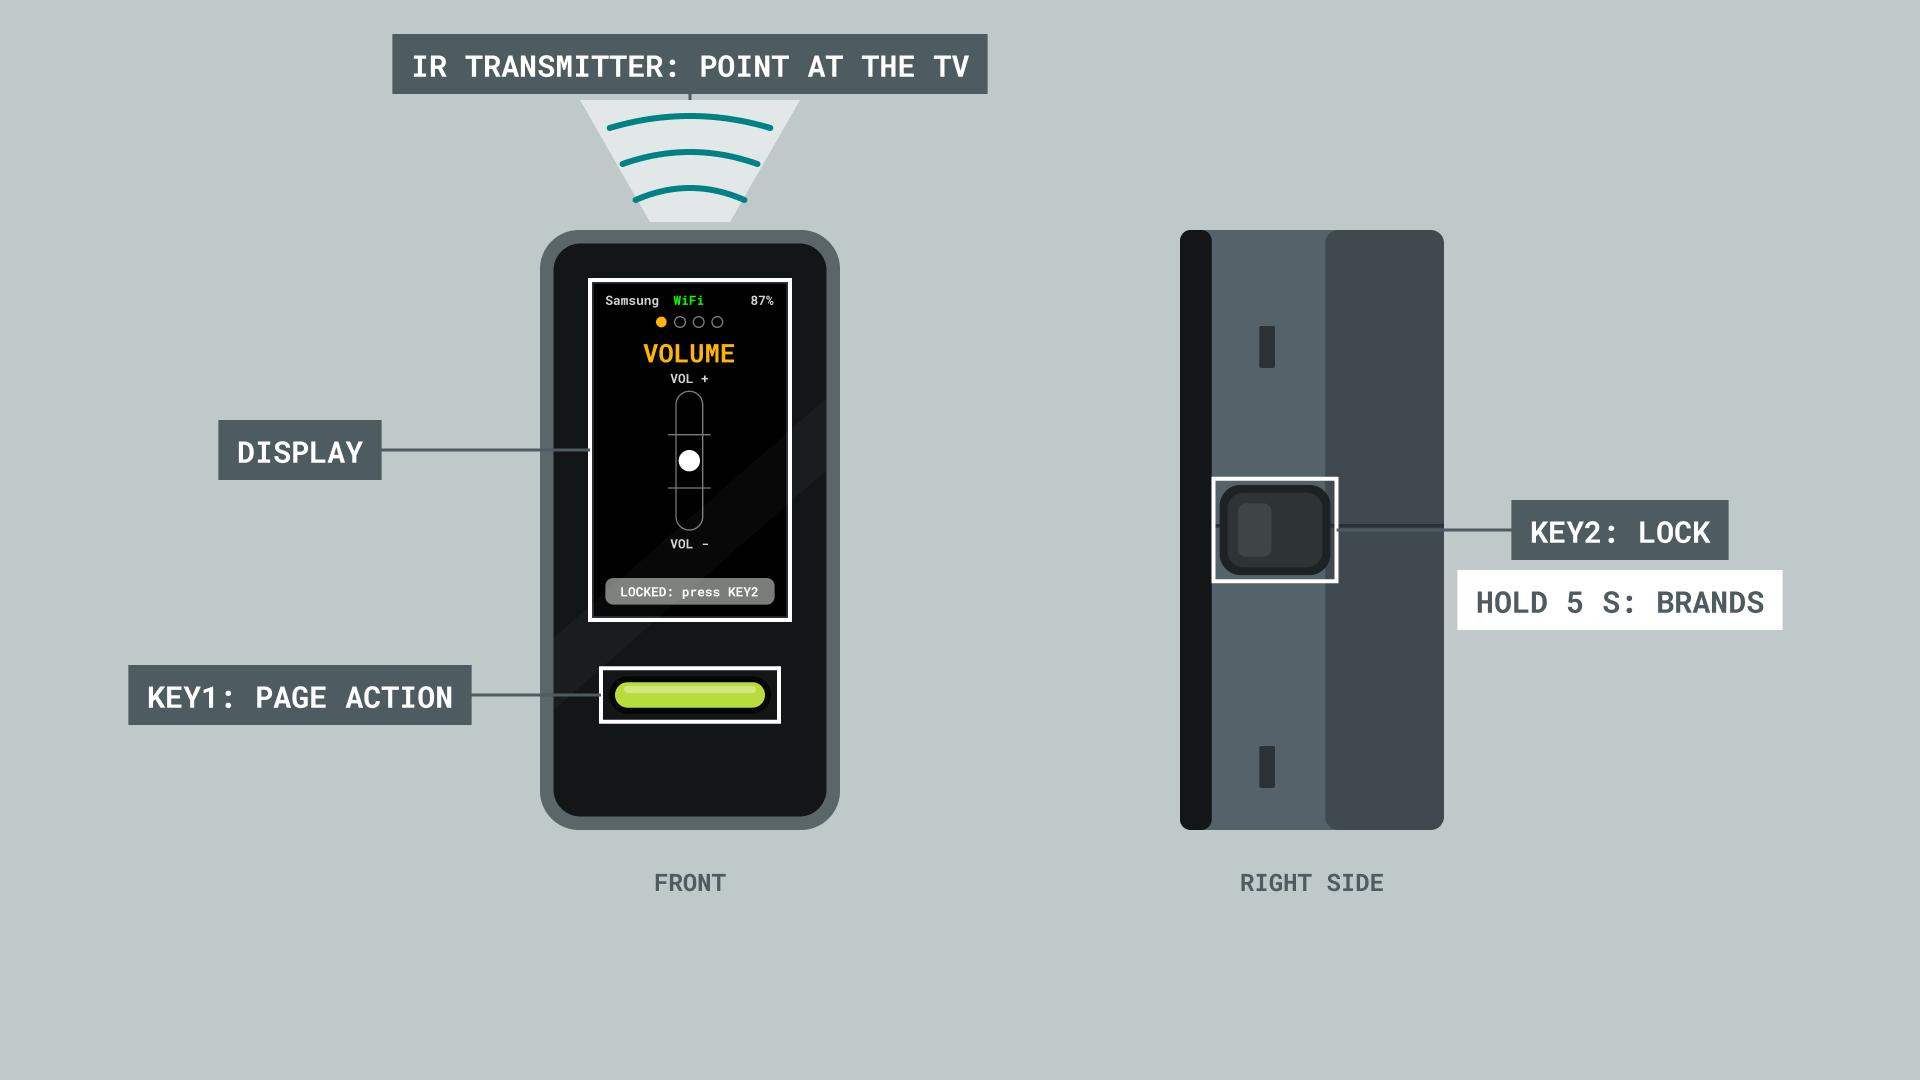 IR TRANSMITTER: POINT AT THE TV
Samsung WiFi 87%
VOLUME
VOL +
VOL -
LOCKED: press KEY2
DISPLAY
KEY1: PAGE ACTION
KEY2: LOCK
HOLD 5 S: BRANDS
FRONT
RIGHT SIDE